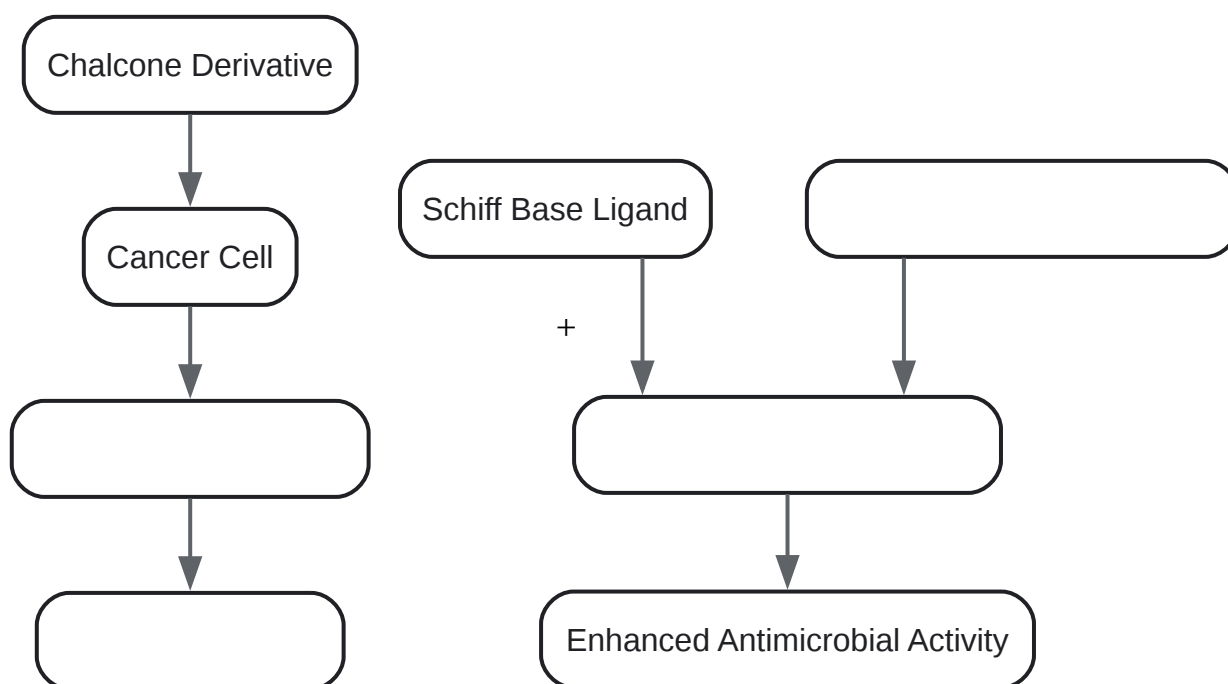 Chalcone Derivative
Cancer Cell
Schiff Base Ligand
+
Enhanced Antimicrobial Activity